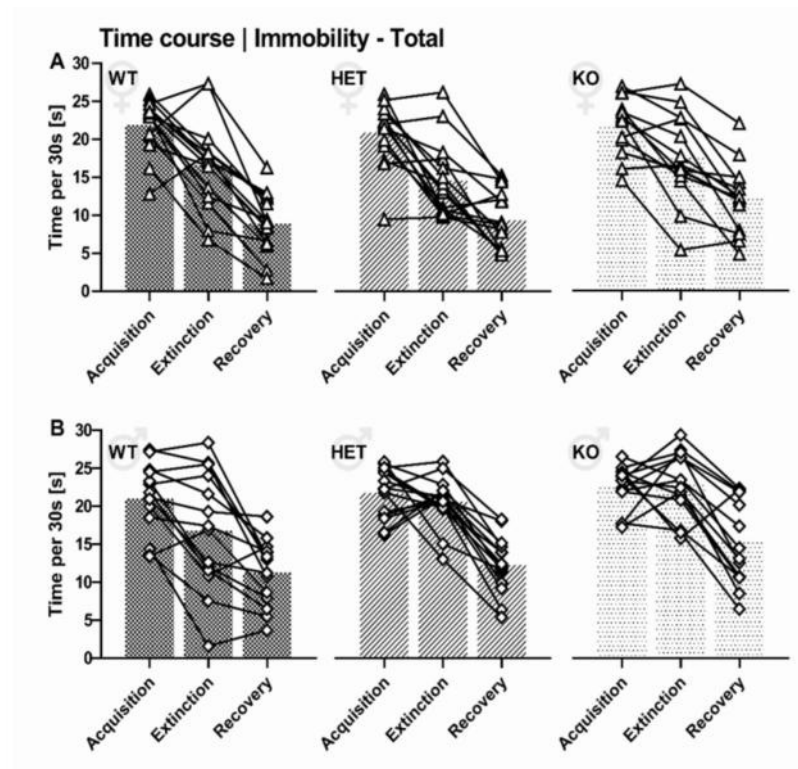 Time course | Immobility - Total
A
WT
HET
KO
Time per 30s [s]
30
25
20
15
10
5
0
Acquisition
Extinction
Recovery
Acquisition
Extinction
Recovery
Acquisition
Extinction
Recovery
B
WT
HET
KO
Time per 30s [s]
30
25
20
15
10
5
0
Acquisition
Extinction
Recovery
Acquisition
Extinction
Recovery
Acquisition
Extinction
Recovery